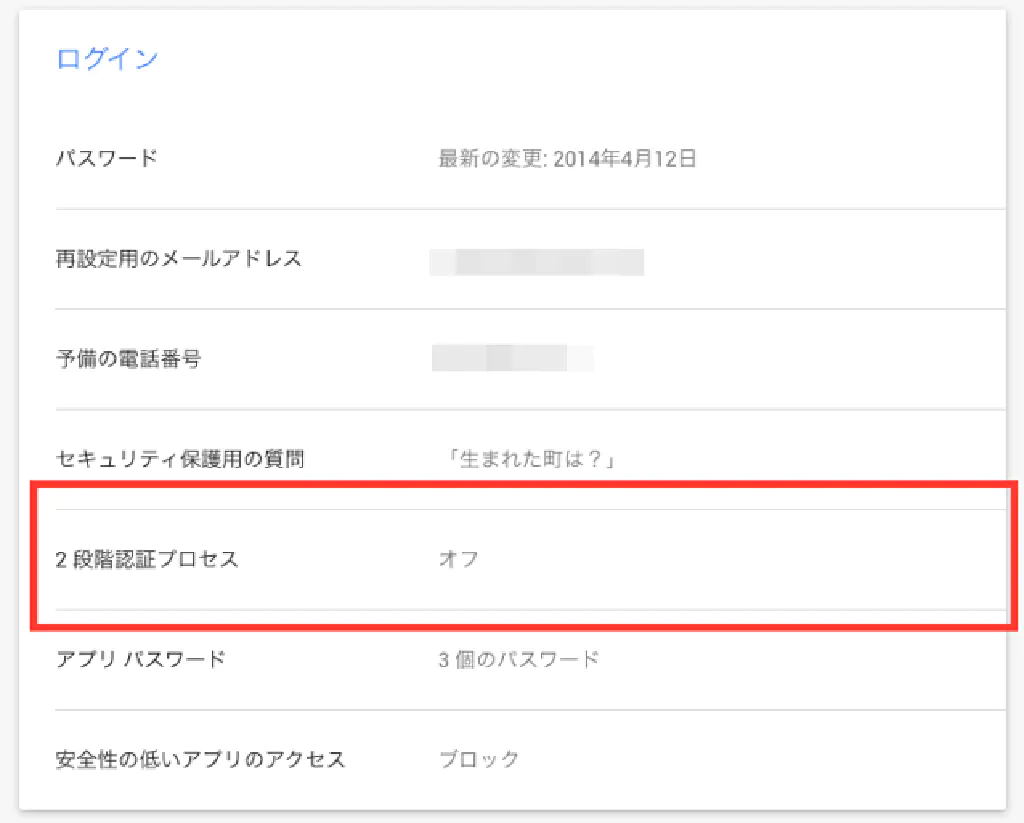 ログイン
パスワード 最新の変更: 2014年4月12日
再設定用のメールアドレス
予備の電話番号
セキュリティ保護用の質問 「生まれた町は？」
2 段階認証プロセス オフ
アプリ パスワード 3 個のパスワード
安全性の低いアプリのアクセス ブロック